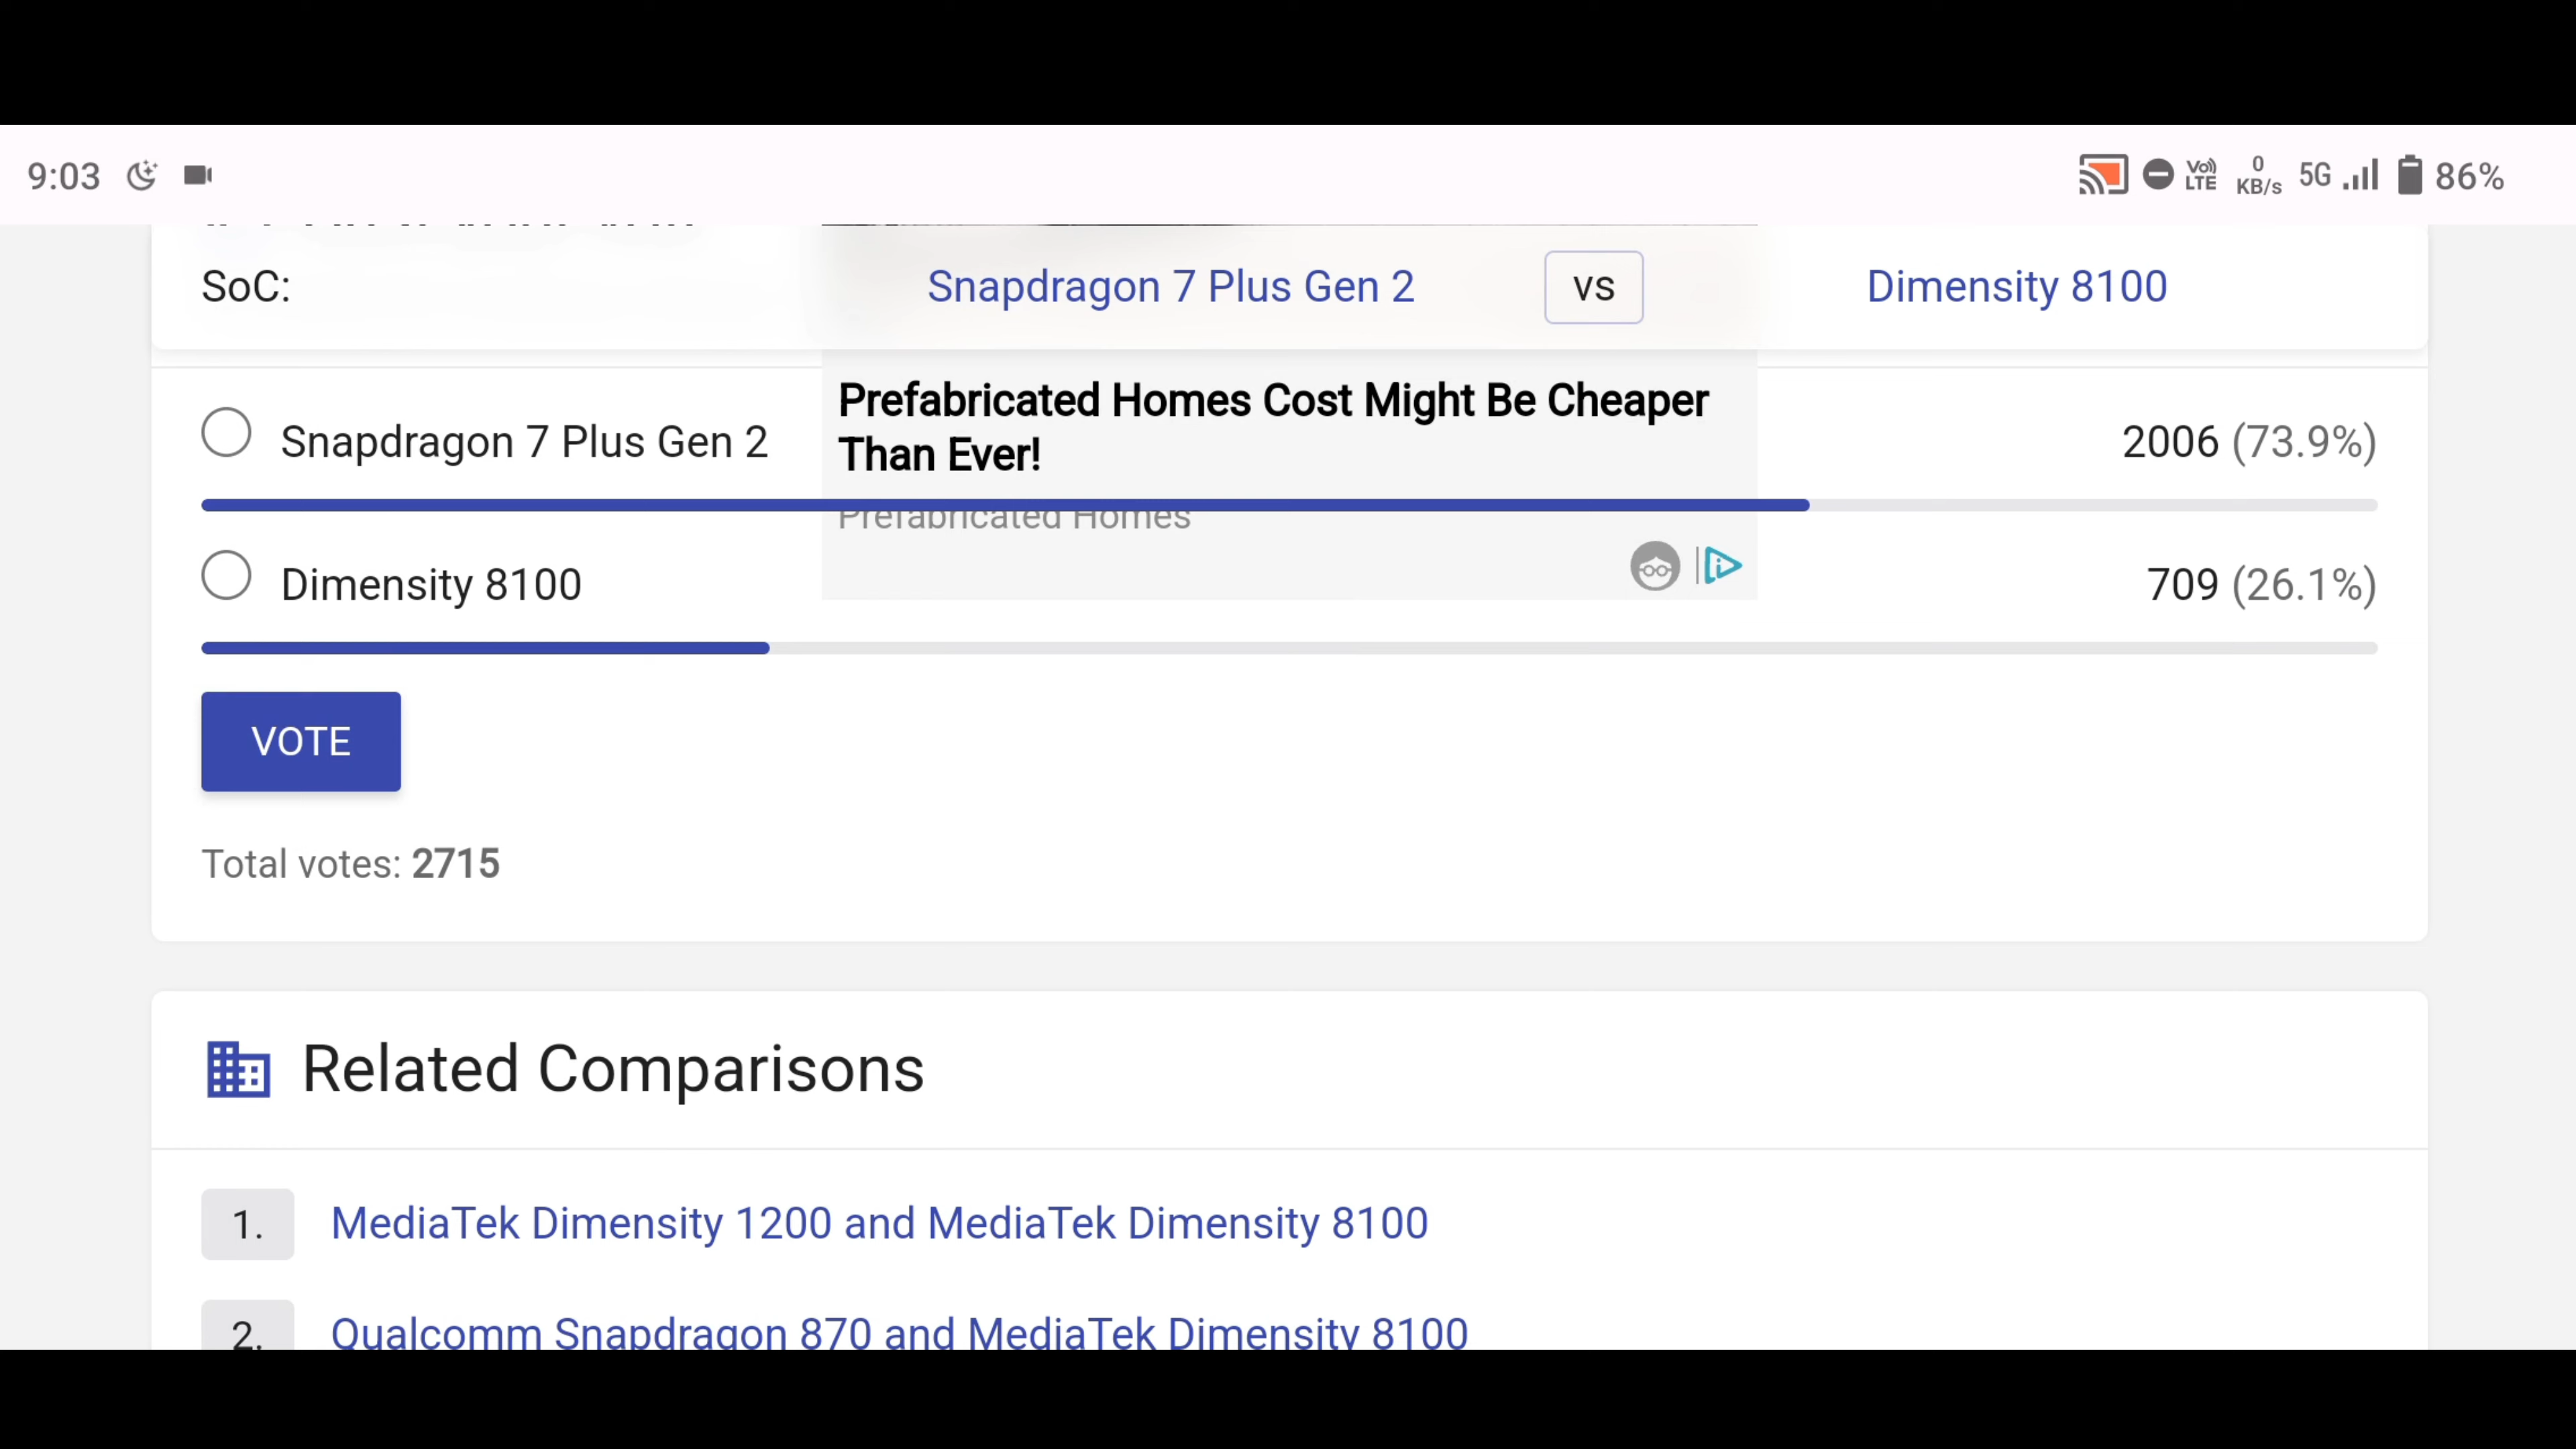 9:03 Vo) LTE 0 KB/s 5G 86%
SoC: Snapdragon 7 Plus Gen 2 vs Dimensity 8100
Prefabricated Homes Cost Might Be Cheaper
Than Ever!
Snapdragon 7 Plus Gen 2 2006 (73.9%)
Prefabricated Homes
Dimensity 8100 709 (26.1%)
VOTE
Total votes: 2715
Related Comparisons
1. MediaTek Dimensity 1200 and MediaTek Dimensity 8100
2. Qualcomm Snapdragon 870 and MediaTek Dimensity 8100